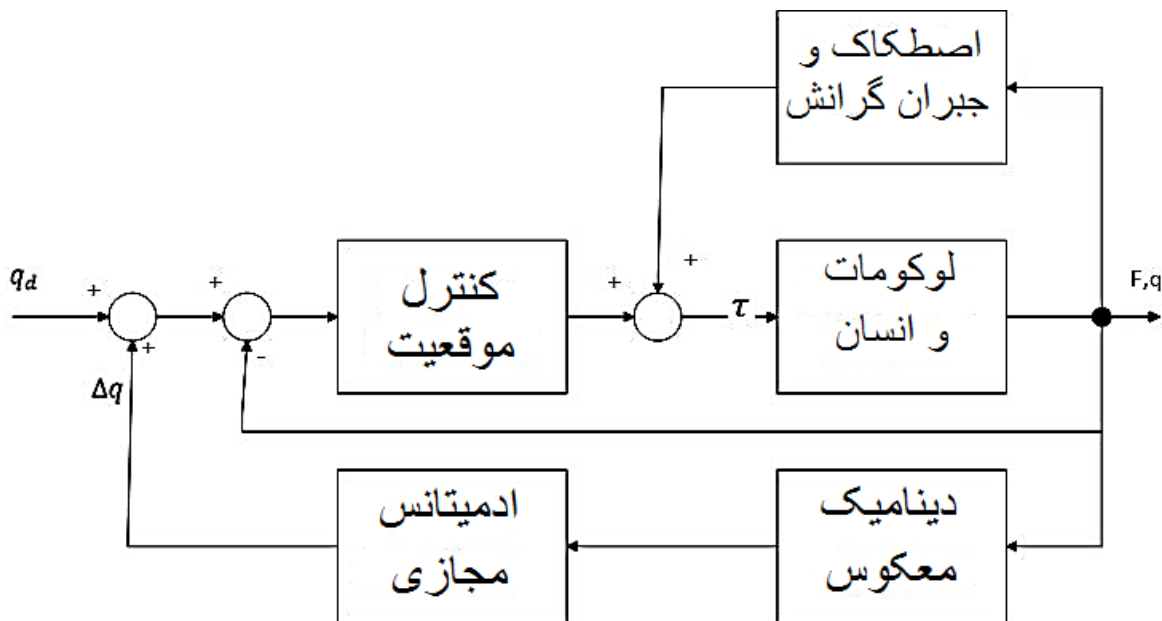 اصطکاک و
جبران گرانش
q_d
+
+
+
Δq
+
-
کنترل
موقعیت
+
+
τ
لوکومات
و انسان
F,q
ادمیتانس
مجازی
دینامیک
معکوس